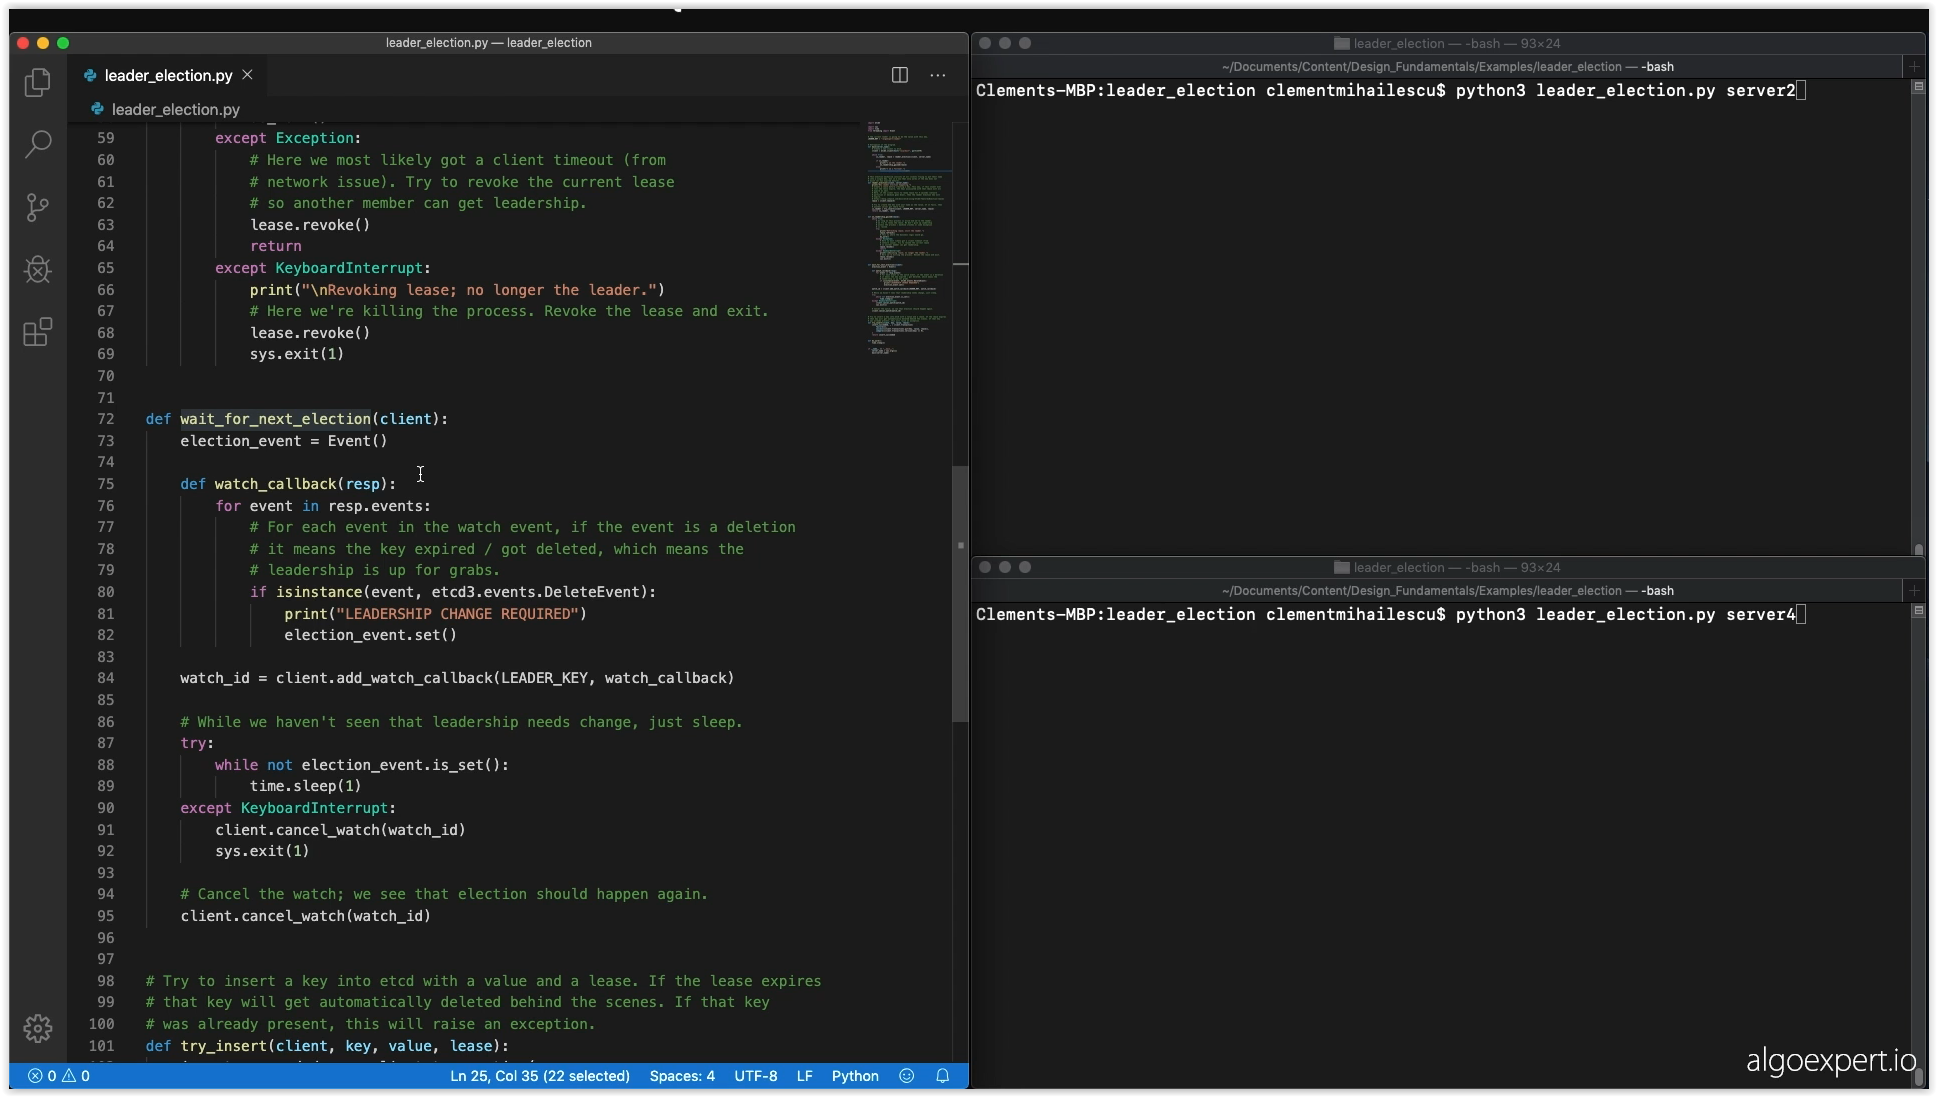 leader_election.py — leader_election
leader_election.py
leader_election.py
59 except Exception:
60 # Here we most likely got a client timeout (from
61 # network issue). Try to revoke the current lease
62 # so another member can get leadership.
63 lease.revoke()
64 return
65 except KeyboardInterrupt:
66 print("\nRevoking lease; no longer the leader.")
67 # Here we're killing the process. Revoke the lease and exit.
68 lease.revoke()
69 sys.exit(1)
70
71
72 def wait_for_next_election(client):
73 election_event = Event()
74
75 def watch_callback(resp):
76 for event in resp.events:
77 # For each event in the watch event, if the event is a deletion
78 # it means the key expired / got deleted, which means the
79 # leadership is up for grabs.
80 if isinstance(event, etcd3.events.DeleteEvent):
81 print("LEADERSHIP CHANGE REQUIRED")
82 election_event.set()
83
84 watch_id = client.add_watch_callback(LEADER_KEY, watch_callback)
85
86 # While we haven't seen that leadership needs change, just sleep.
87 try:
88 while not election_event.is_set():
89 time.sleep(1)
90 except KeyboardInterrupt:
91 client.cancel_watch(watch_id)
92 sys.exit(1)
93
94 # Cancel the watch; we see that election should happen again.
95 client.cancel_watch(watch_id)
96
97
98 # Try to insert a key into etcd with a value and a lease. If the lease expires
99 # that key will get automatically deleted behind the scenes. If that key
100 # was already present, this will raise an exception.
101 def try_insert(client, key, value, lease):
0 0 Ln 25, Col 35 (22 selected) Spaces: 4 UTF-8 LF Python
leader_election — -bash — 93×24
~/Documents/Content/Design_Fundamentals/Examples/leader_election — -bash
Clements-MBP:leader_election clementmihailescu$ python3 leader_election.py server2
leader_election — -bash — 93×24
~/Documents/Content/Design_Fundamentals/Examples/leader_election — -bash
Clements-MBP:leader_election clementmihailescu$ python3 leader_election.py server4
algoexpert.io